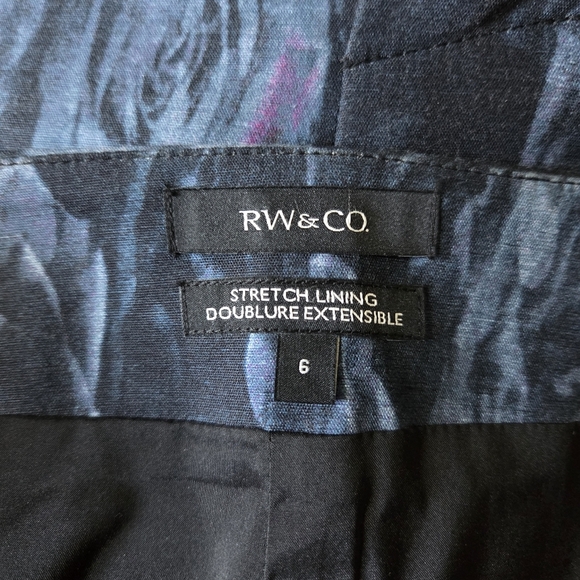 RW&CO.
STRETCH LINING
DOUBLURE EXTENSIBLE
6